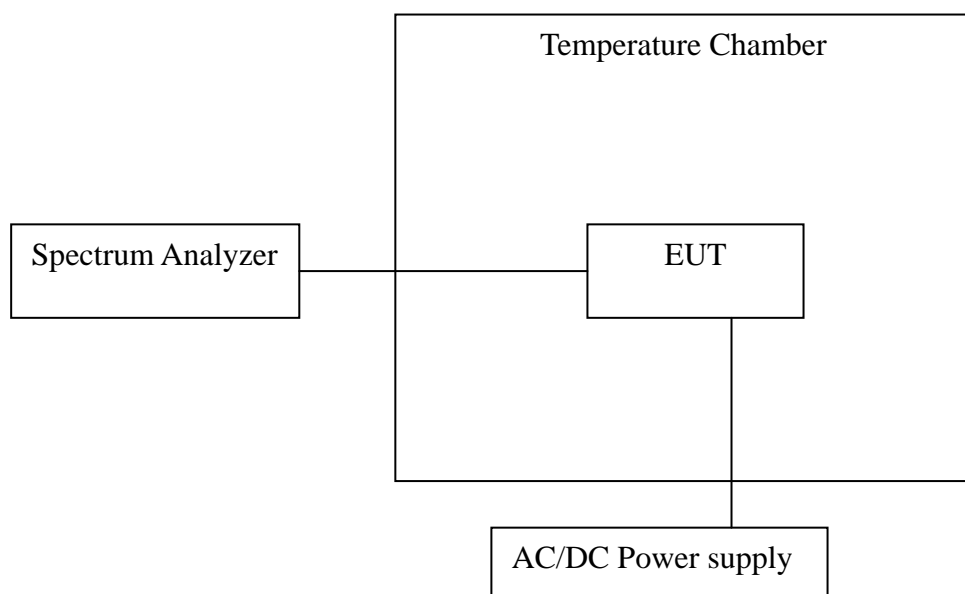 Temperature Chamber
Spectrum Analyzer
EUT
AC/DC Power supply